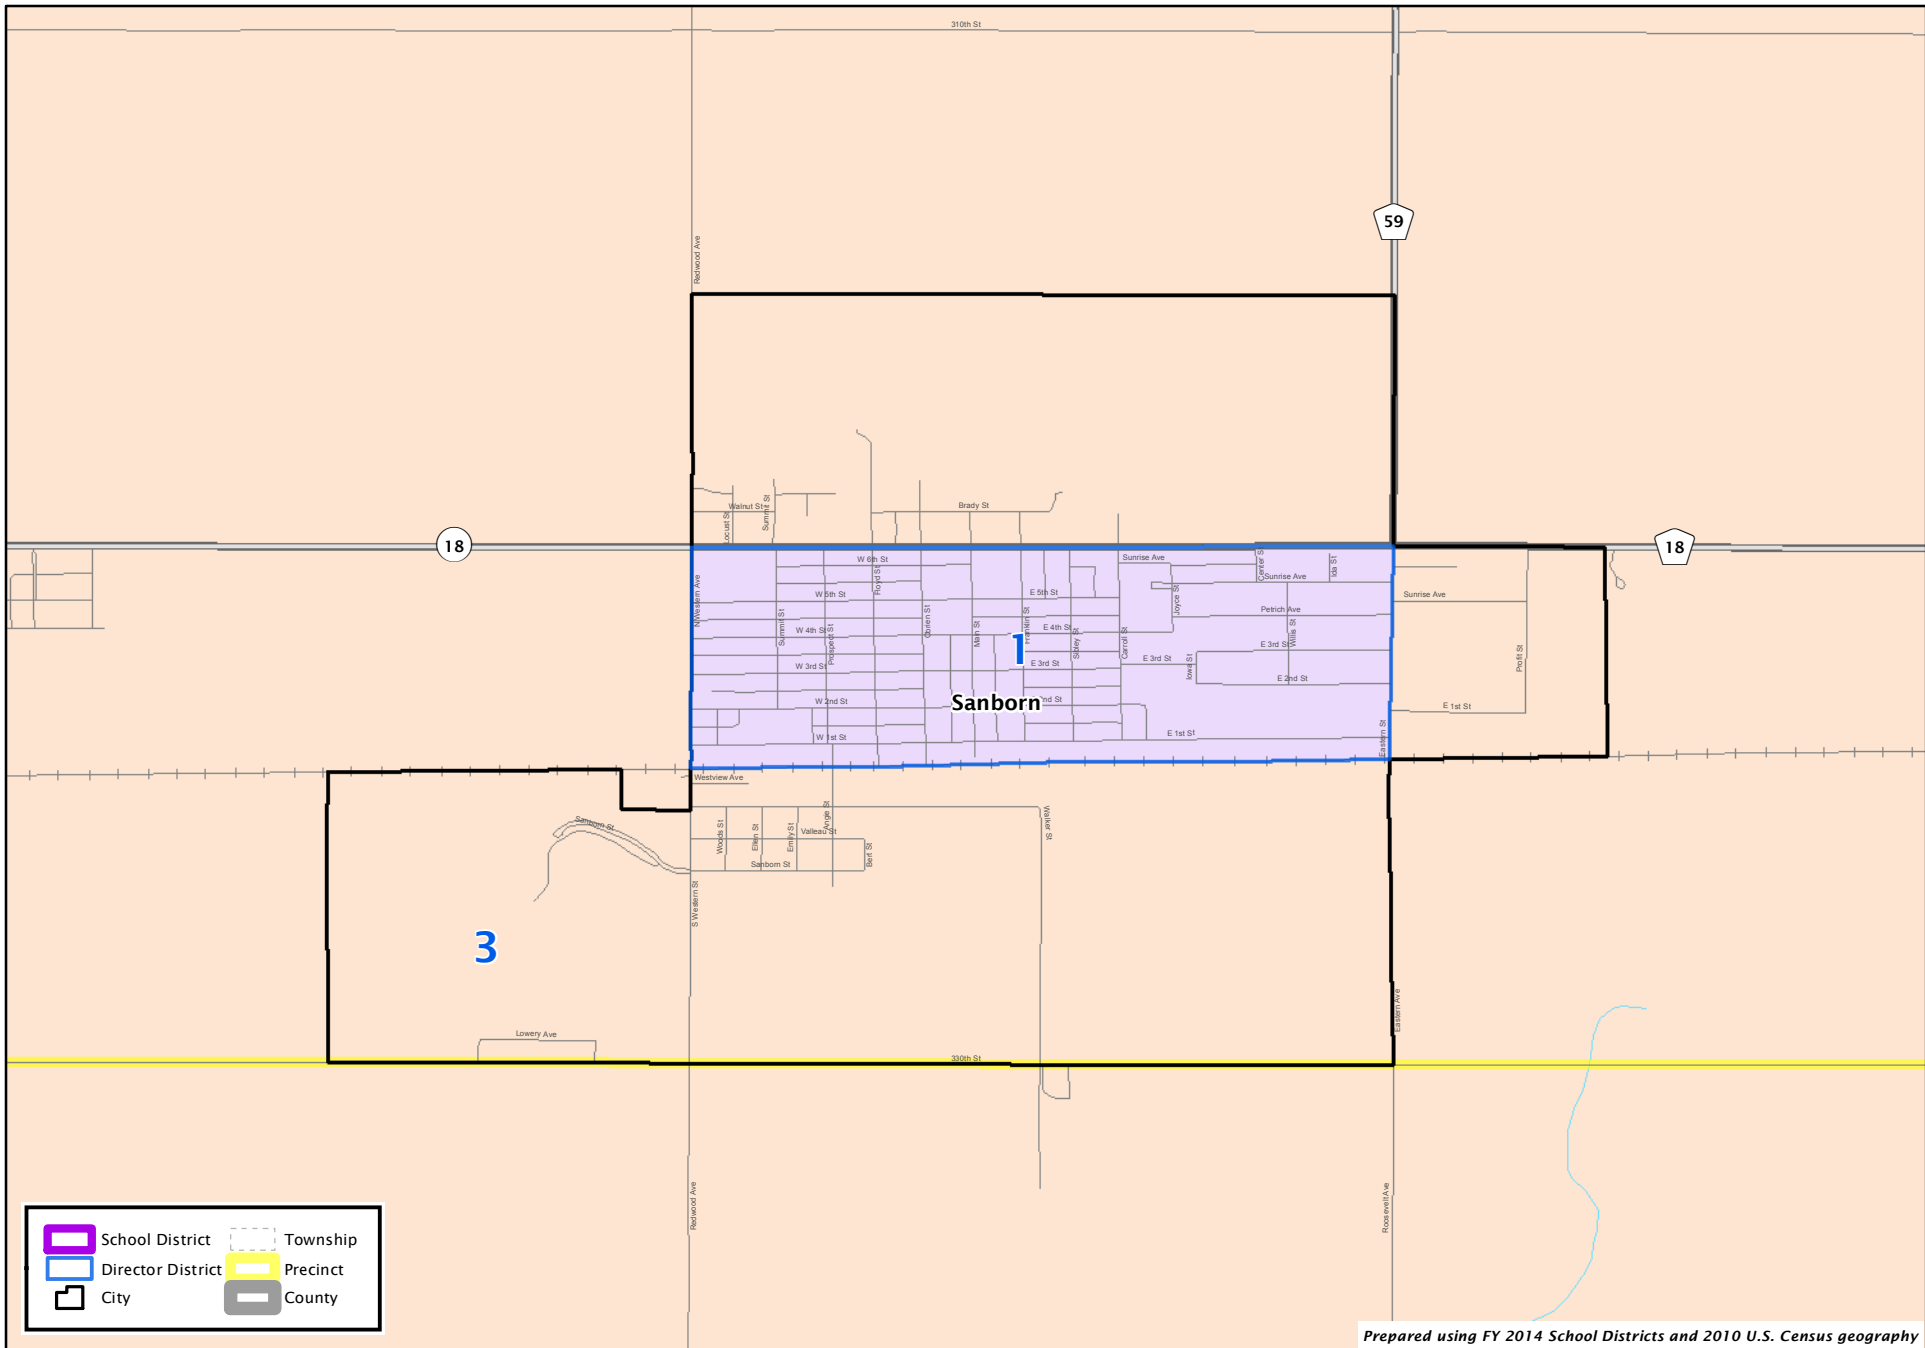 310th St
Redwood Ave
59
18
18
Walnut St
Locust St
Summit St
Brady St
N Western Ave
W 6th St
Floyd St
W 5th St
Summit St
W 4th St
Prospect St
Obrien St
Main St
W 3rd St
W 2nd St
W 1st St
E 5th St
Franklin St
E 4th St
Sibley St
Carroll St
E 3rd St
Sunrise Ave
Joyce St
Center St
Sunrise Ave
Ida St
Petrich Ave
Willis St
E 3rd St
E 3rd St
Iowa St
E 2nd St
E 1st St
Eastern St
Sunrise Ave
Profit St
E 1st St
1
Sanborn
Westview Ave
Sanborn St
Woods St
Ellen St
Emily St
Angie St
Valleau St
Bert St
Sanborn St
Walker St
S Western St
3
Lowery Ave
330th St
Eastern Ave
Redwood Ave
Roosevelt Ave
School District
Township
Director District
Precinct
City
County
Prepared using FY 2014 School Districts and 2010 U.S. Census geography